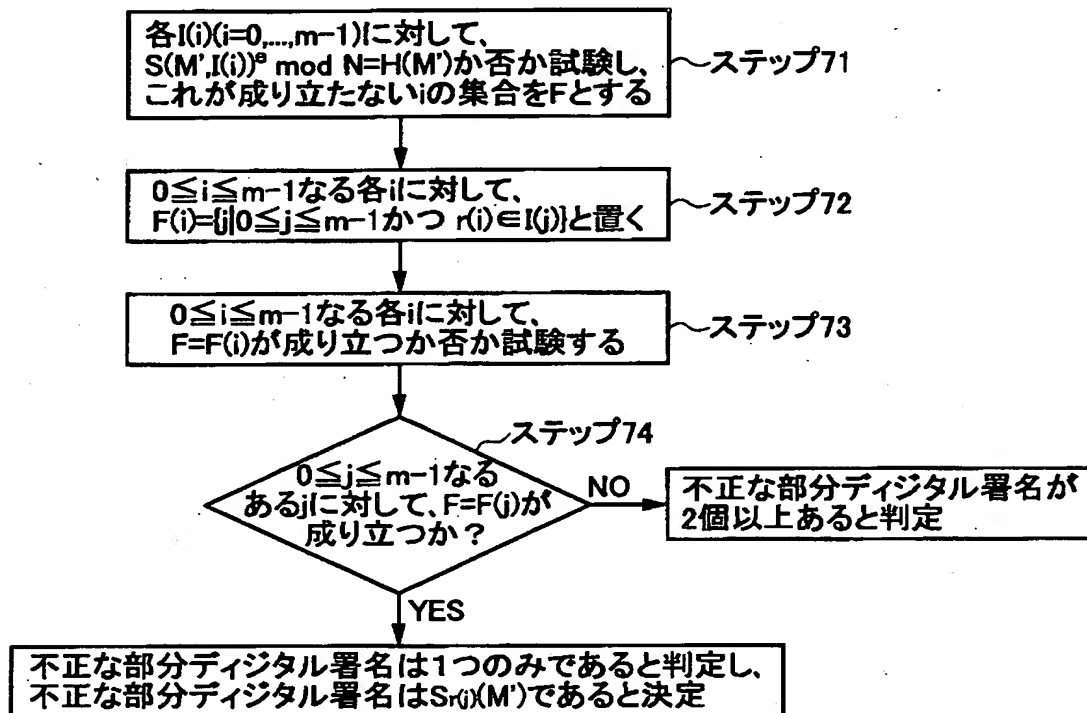 各I(i)(i=0,...,m-1)に対して、
S(M',I(i))^e mod N=H(M')か否か試験し、
これが成り立たないiの集合をFとする
ステップ71
0≦i≦m-1なる各iに対して、
F(i)={j|0≦j≦m-1かつ r(i)∈I(j)}と置く
ステップ72
0≦i≦m-1なる各iに対して、
F=F(i)が成り立つか否か試験する
ステップ73
ステップ74
0≦j≦m-1なる
あるjに対して、F=F(j)が
成り立つか？
NO
不正な部分ディジタル署名が
2個以上あると判定
YES
不正な部分ディジタル署名は1つのみであると判定し、
不正な部分ディジタル署名はSr(j)(M')であると決定